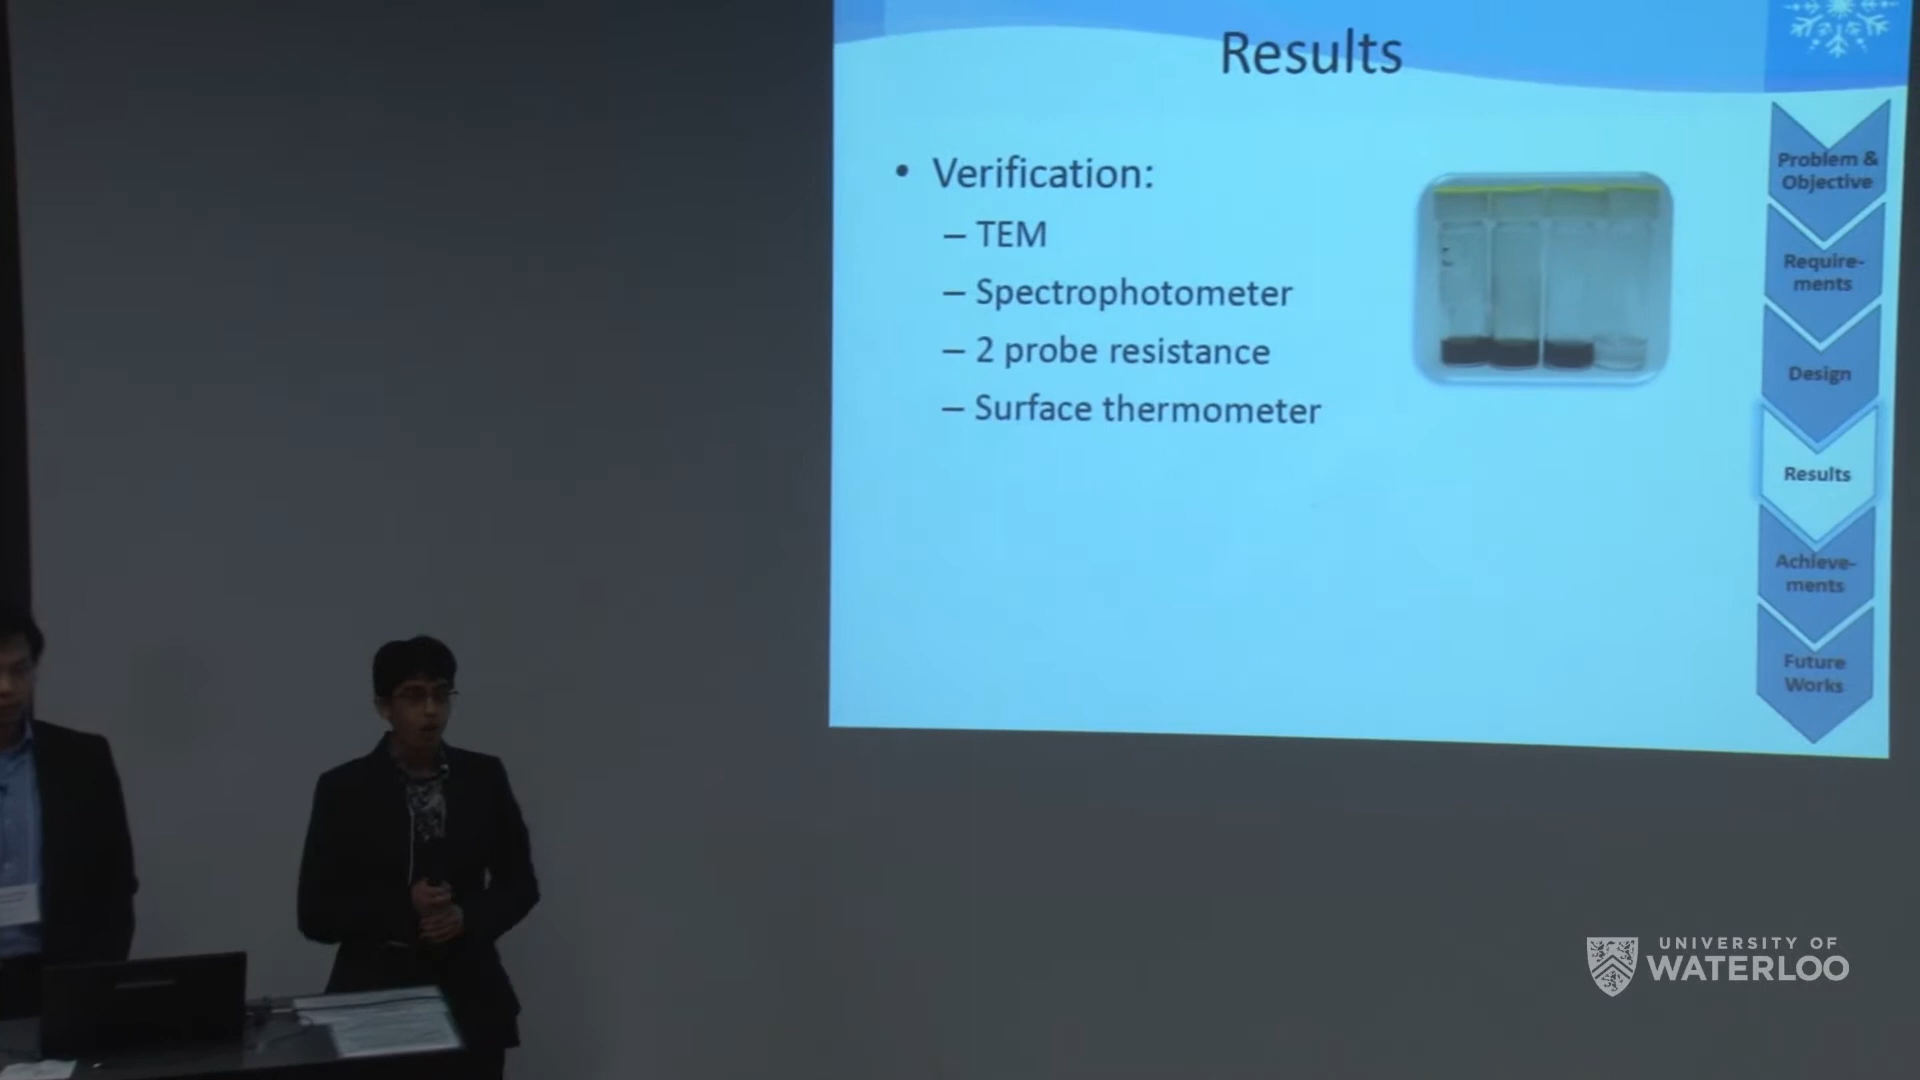 Results
• Verification:
– TEM
– Spectrophotometer
– 2 probe resistance
– Surface thermometer
Problem &
Objective
Require-
ments
Design
Results
Achieve-
ments
Future
Works
UNIVERSITY OF
WATERLOO